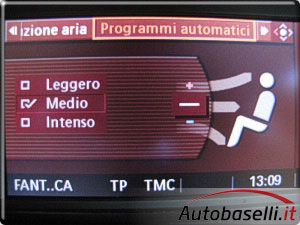 izione aria Programmi automatici
Leggero
Medio
Intenso
FANT..CA TP TMC 13:09
Autobaselli.it